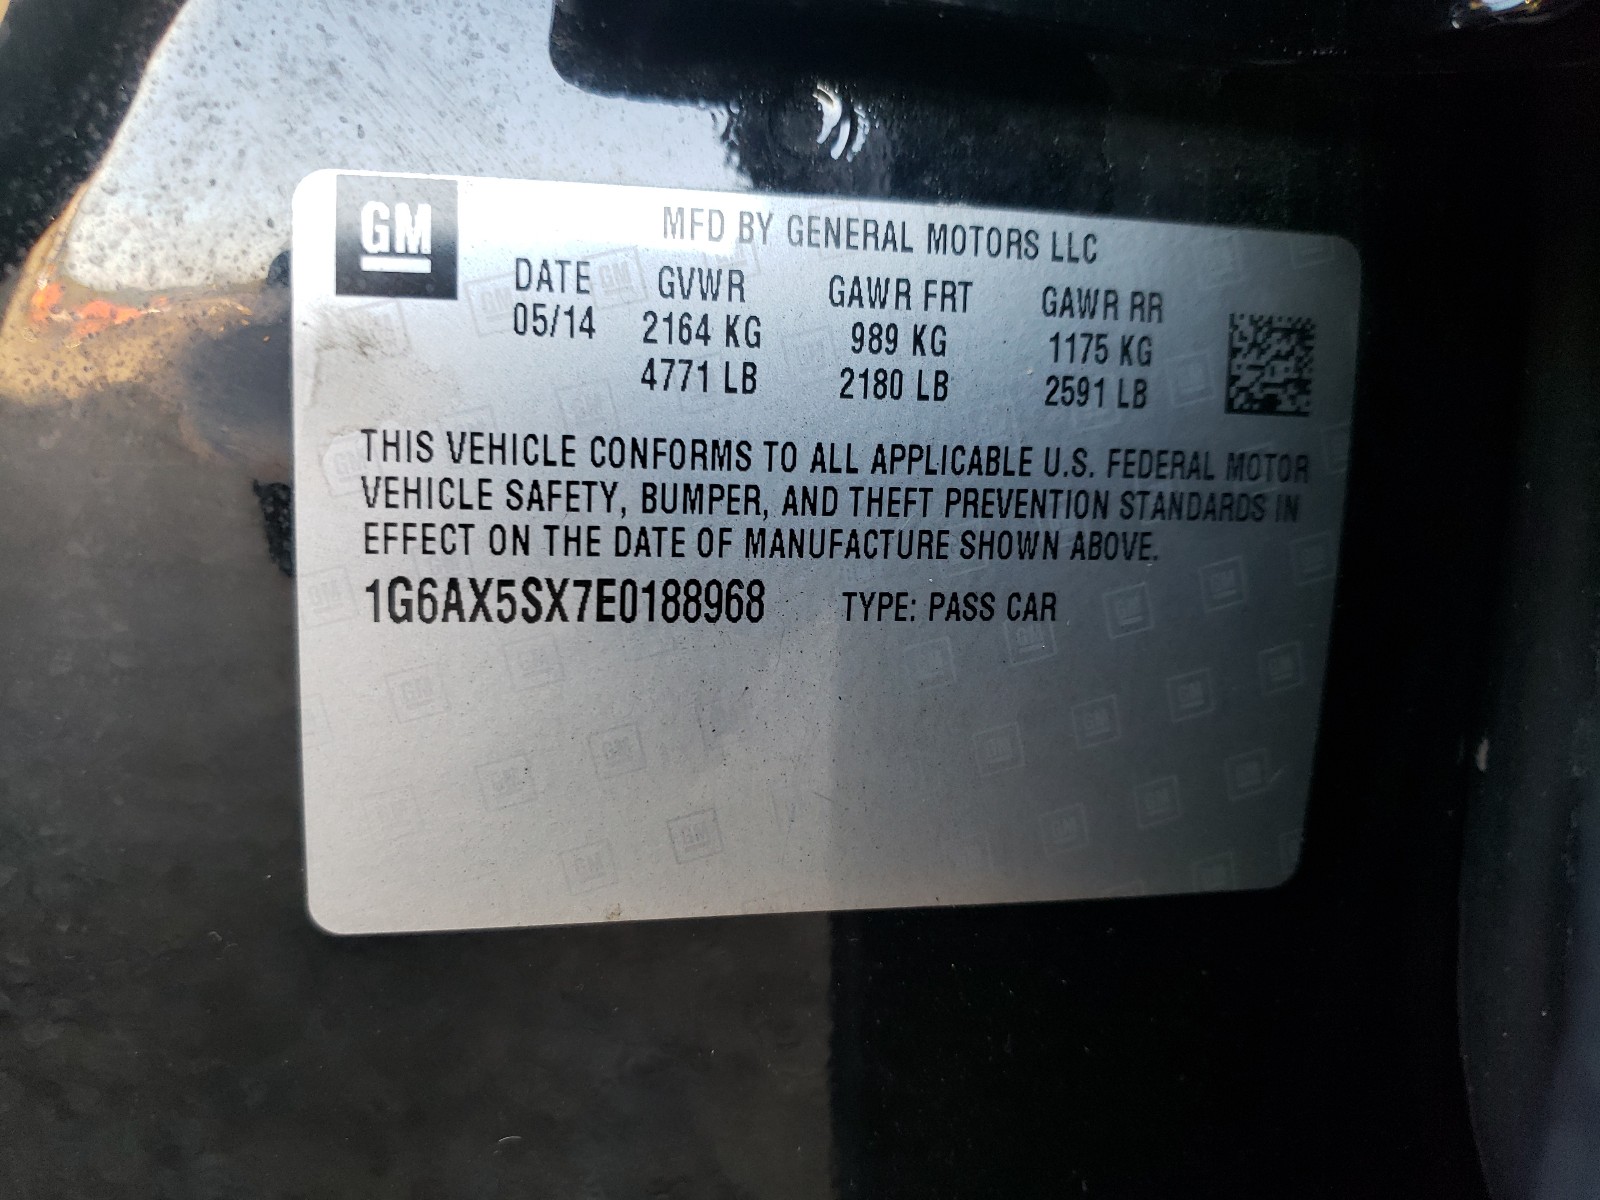 GM
MFD BY GENERAL MOTORS LLC
DATE GVWR GAWR FRT GAWR RR
05/14 2164 KG 989 KG 1175 KG
4771 LB 2180 LB 2591 LB
THIS VEHICLE CONFORMS TO ALL APPLICABLE U.S. FEDERAL MOTOR
VEHICLE SAFETY, BUMPER, AND THEFT PREVENTION STANDARDS IN
EFFECT ON THE DATE OF MANUFACTURE SHOWN ABOVE.
1G6AX5SX7E0188968 TYPE: PASS CAR